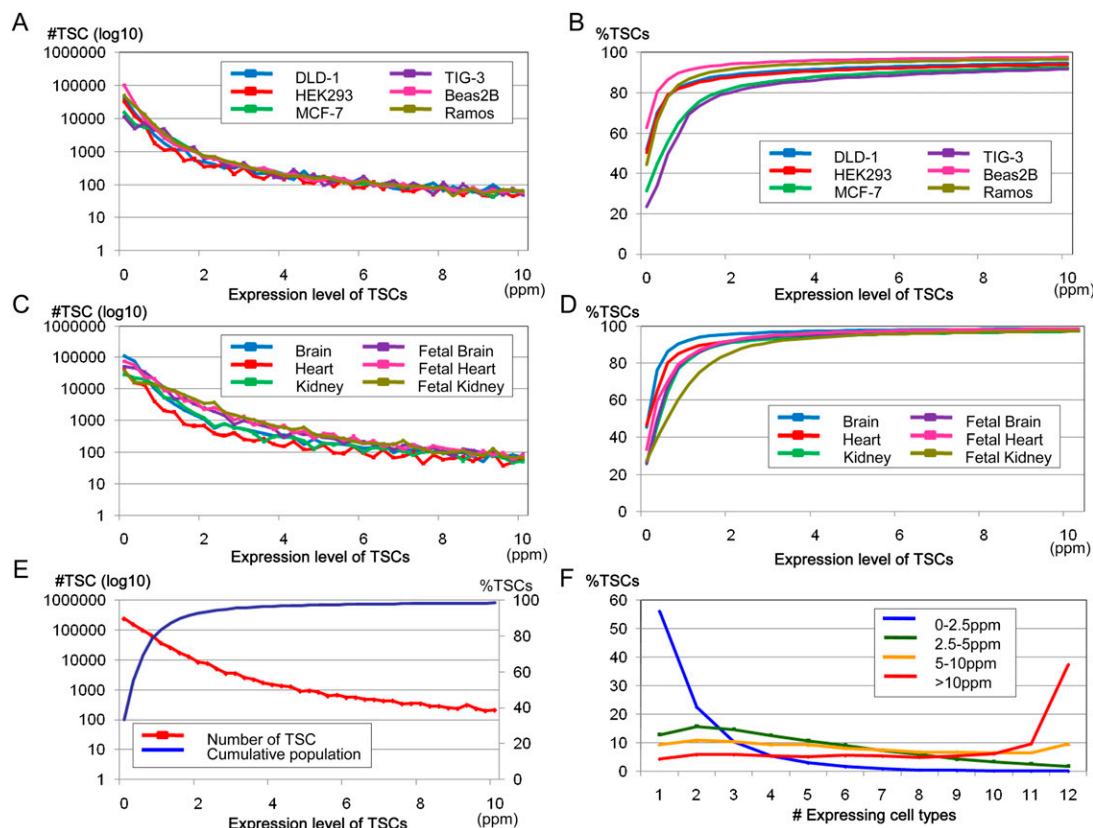 A
#TSC (log10)
1000000
100000
10000
1000
100
10
1
DLD-1
HEK293
MCF-7
TIG-3
Beas2B
Ramos
0 2 4 6 8 10
Expression level of TSCs
(ppm)
B
%TSCs
100
80
60
40
20
0
DLD-1
HEK293
MCF-7
TIG-3
Beas2B
Ramos
0 2 4 6 8 10
Expression level of TSCs
(ppm)
C
#TSC (log10)
1000000
100000
10000
1000
100
10
1
Brain
Heart
Kidney
Fetal Brain
Fetal Heart
Fetal Kidney
0 2 4 6 8 10
Expression level of TSCs
(ppm)
D
%TSCs
100
80
60
40
20
0
Brain
Heart
Kidney
Fetal Brain
Fetal Heart
Fetal Kidney
0 2 4 6 8 10
Expression level of TSCs
(ppm)
E
#TSC (log10)
%TSCs
1000000
100000
10000
1000
100
10
1
100
80
60
40
20
0
Number of TSC
Cumulative population
0 2 4 6 8 10
Expression level of TSCs
(ppm)
F
%TSCs
60
50
40
30
20
10
0
0-2.5ppm
2.5-5ppm
5-10ppm
>10ppm
1 2 3 4 5 6 7 8 9 10 11 12
# Expressing cell types